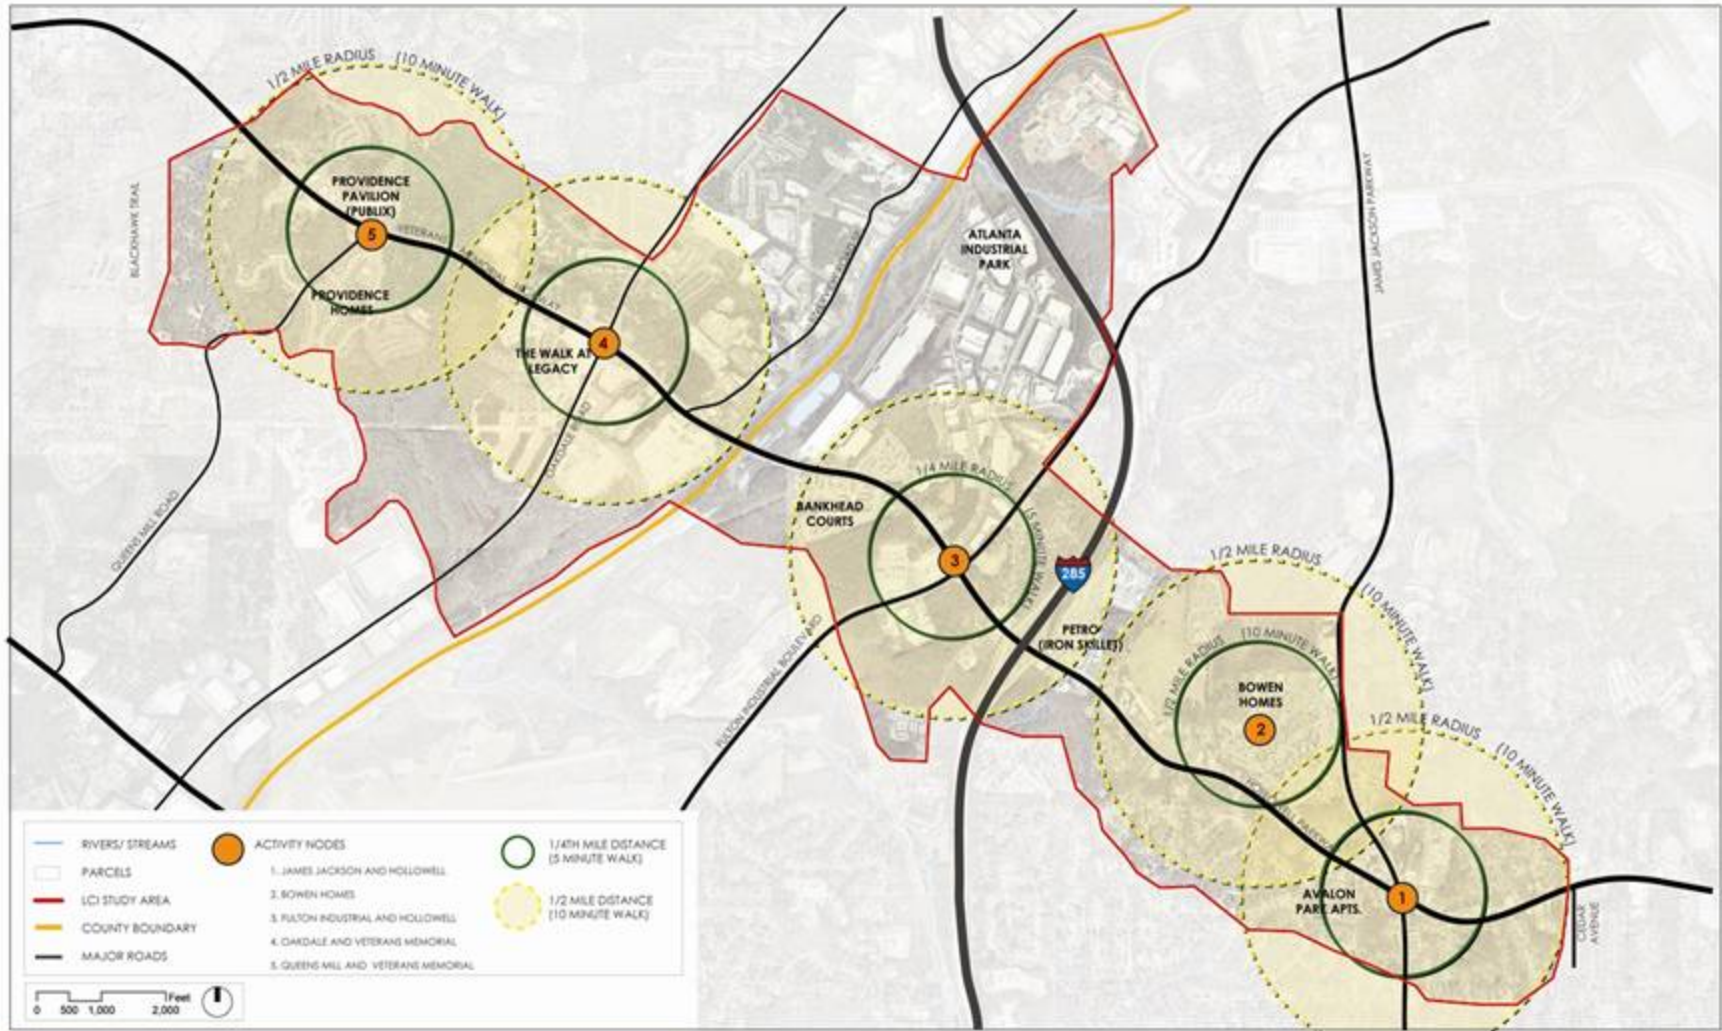 1/2 MILE RADIUS (10 MINUTE WALK)
PROVIDENCE
PAVILION
(PUBLIX)
5
VETERANS MEMORIAL HIGHWAY
BLACKHAWK TRAIL
PROVIDENCE
HOMES
4
THE WALK AT
LEGACY
OAKDALE ROAD
QUEENS MILL ROAD
ATLANTA
INDUSTRIAL
PARK
JAMES JACKSON PARKWAY
1/4 MILE RADIUS
(5 MINUTE WALK)
BANKHEAD
COURTS
3
285
FULTON INDUSTRIAL BOULEVARD
PETRO
(IRON SKILLET)
1/2 MILE RADIUS
(10 MINUTE WALK)
1/2 MILE RADIUS
(10 MINUTE WALK)
BOWEN
HOMES
2
1/2 MILE RADIUS
(10 MINUTE WALK)
AVALON
PARK APTS.
1
CEDAR
AVENUE
RIVERS/ STREAMS
PARCELS
LCI STUDY AREA
COUNTY BOUNDARY
MAJOR ROADS
ACTIVITY NODES
1. JAMES JACKSON AND HOLLOWELL
2. BOWEN HOMES
3. FULTON INDUSTRIAL AND HOLLOWELL
4. OAKDALE AND VETERANS MEMORIAL
5. QUEENS MILL AND VETERANS MEMORIAL
1/4TH MILE DISTANCE
(5 MINUTE WALK)
1/2 MILE DISTANCE
(10 MINUTE WALK)
Feet
0 500 1,000 2,000